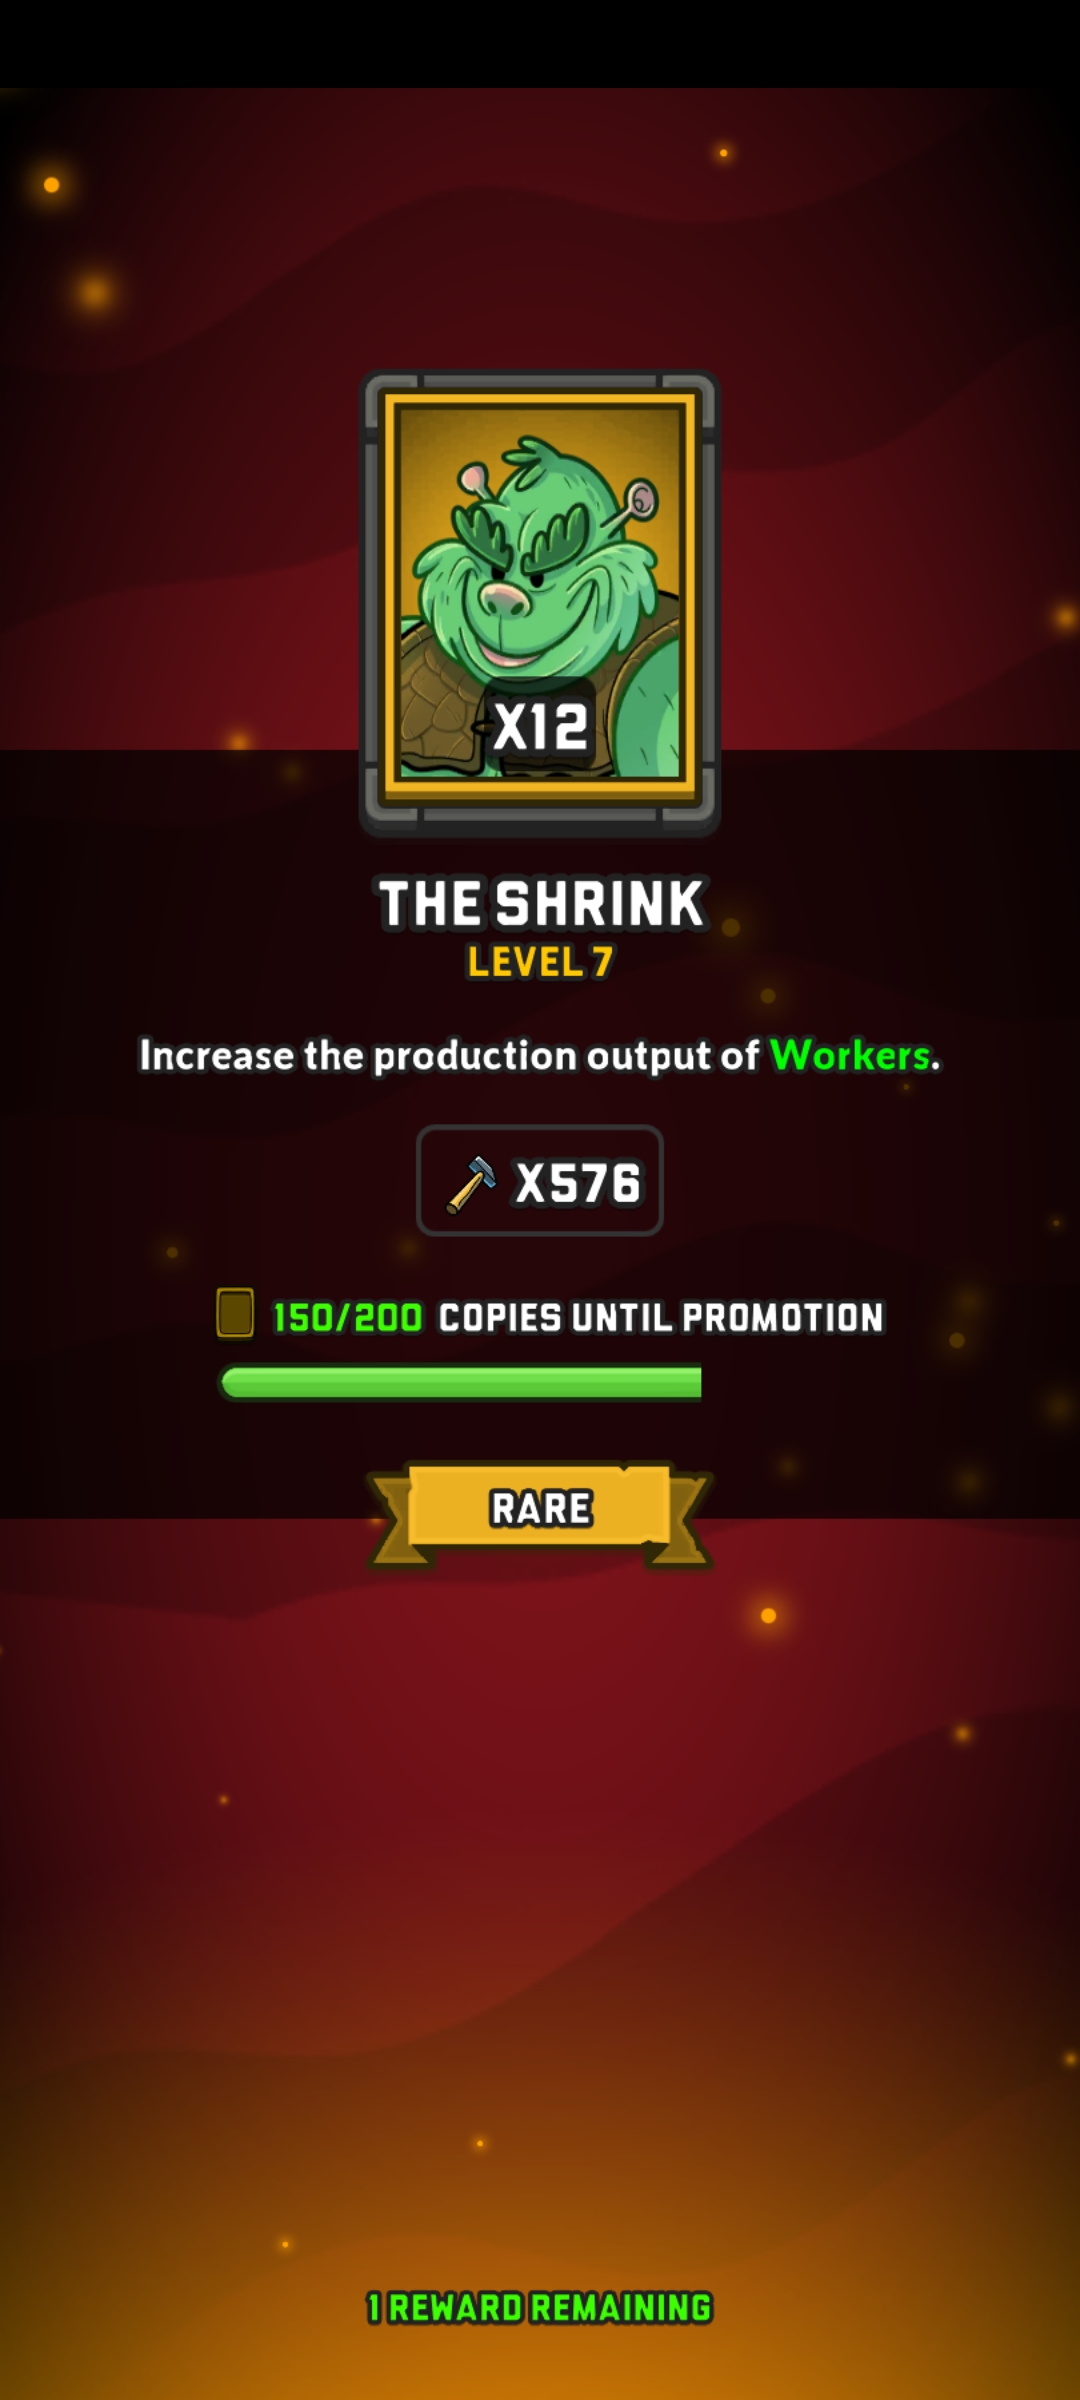 X12
THE SHRINK
LEVEL 7
Increase the production output of Workers.
X576
150/200 COPIES UNTIL PROMOTION
RARE
1 REWARD REMAINING